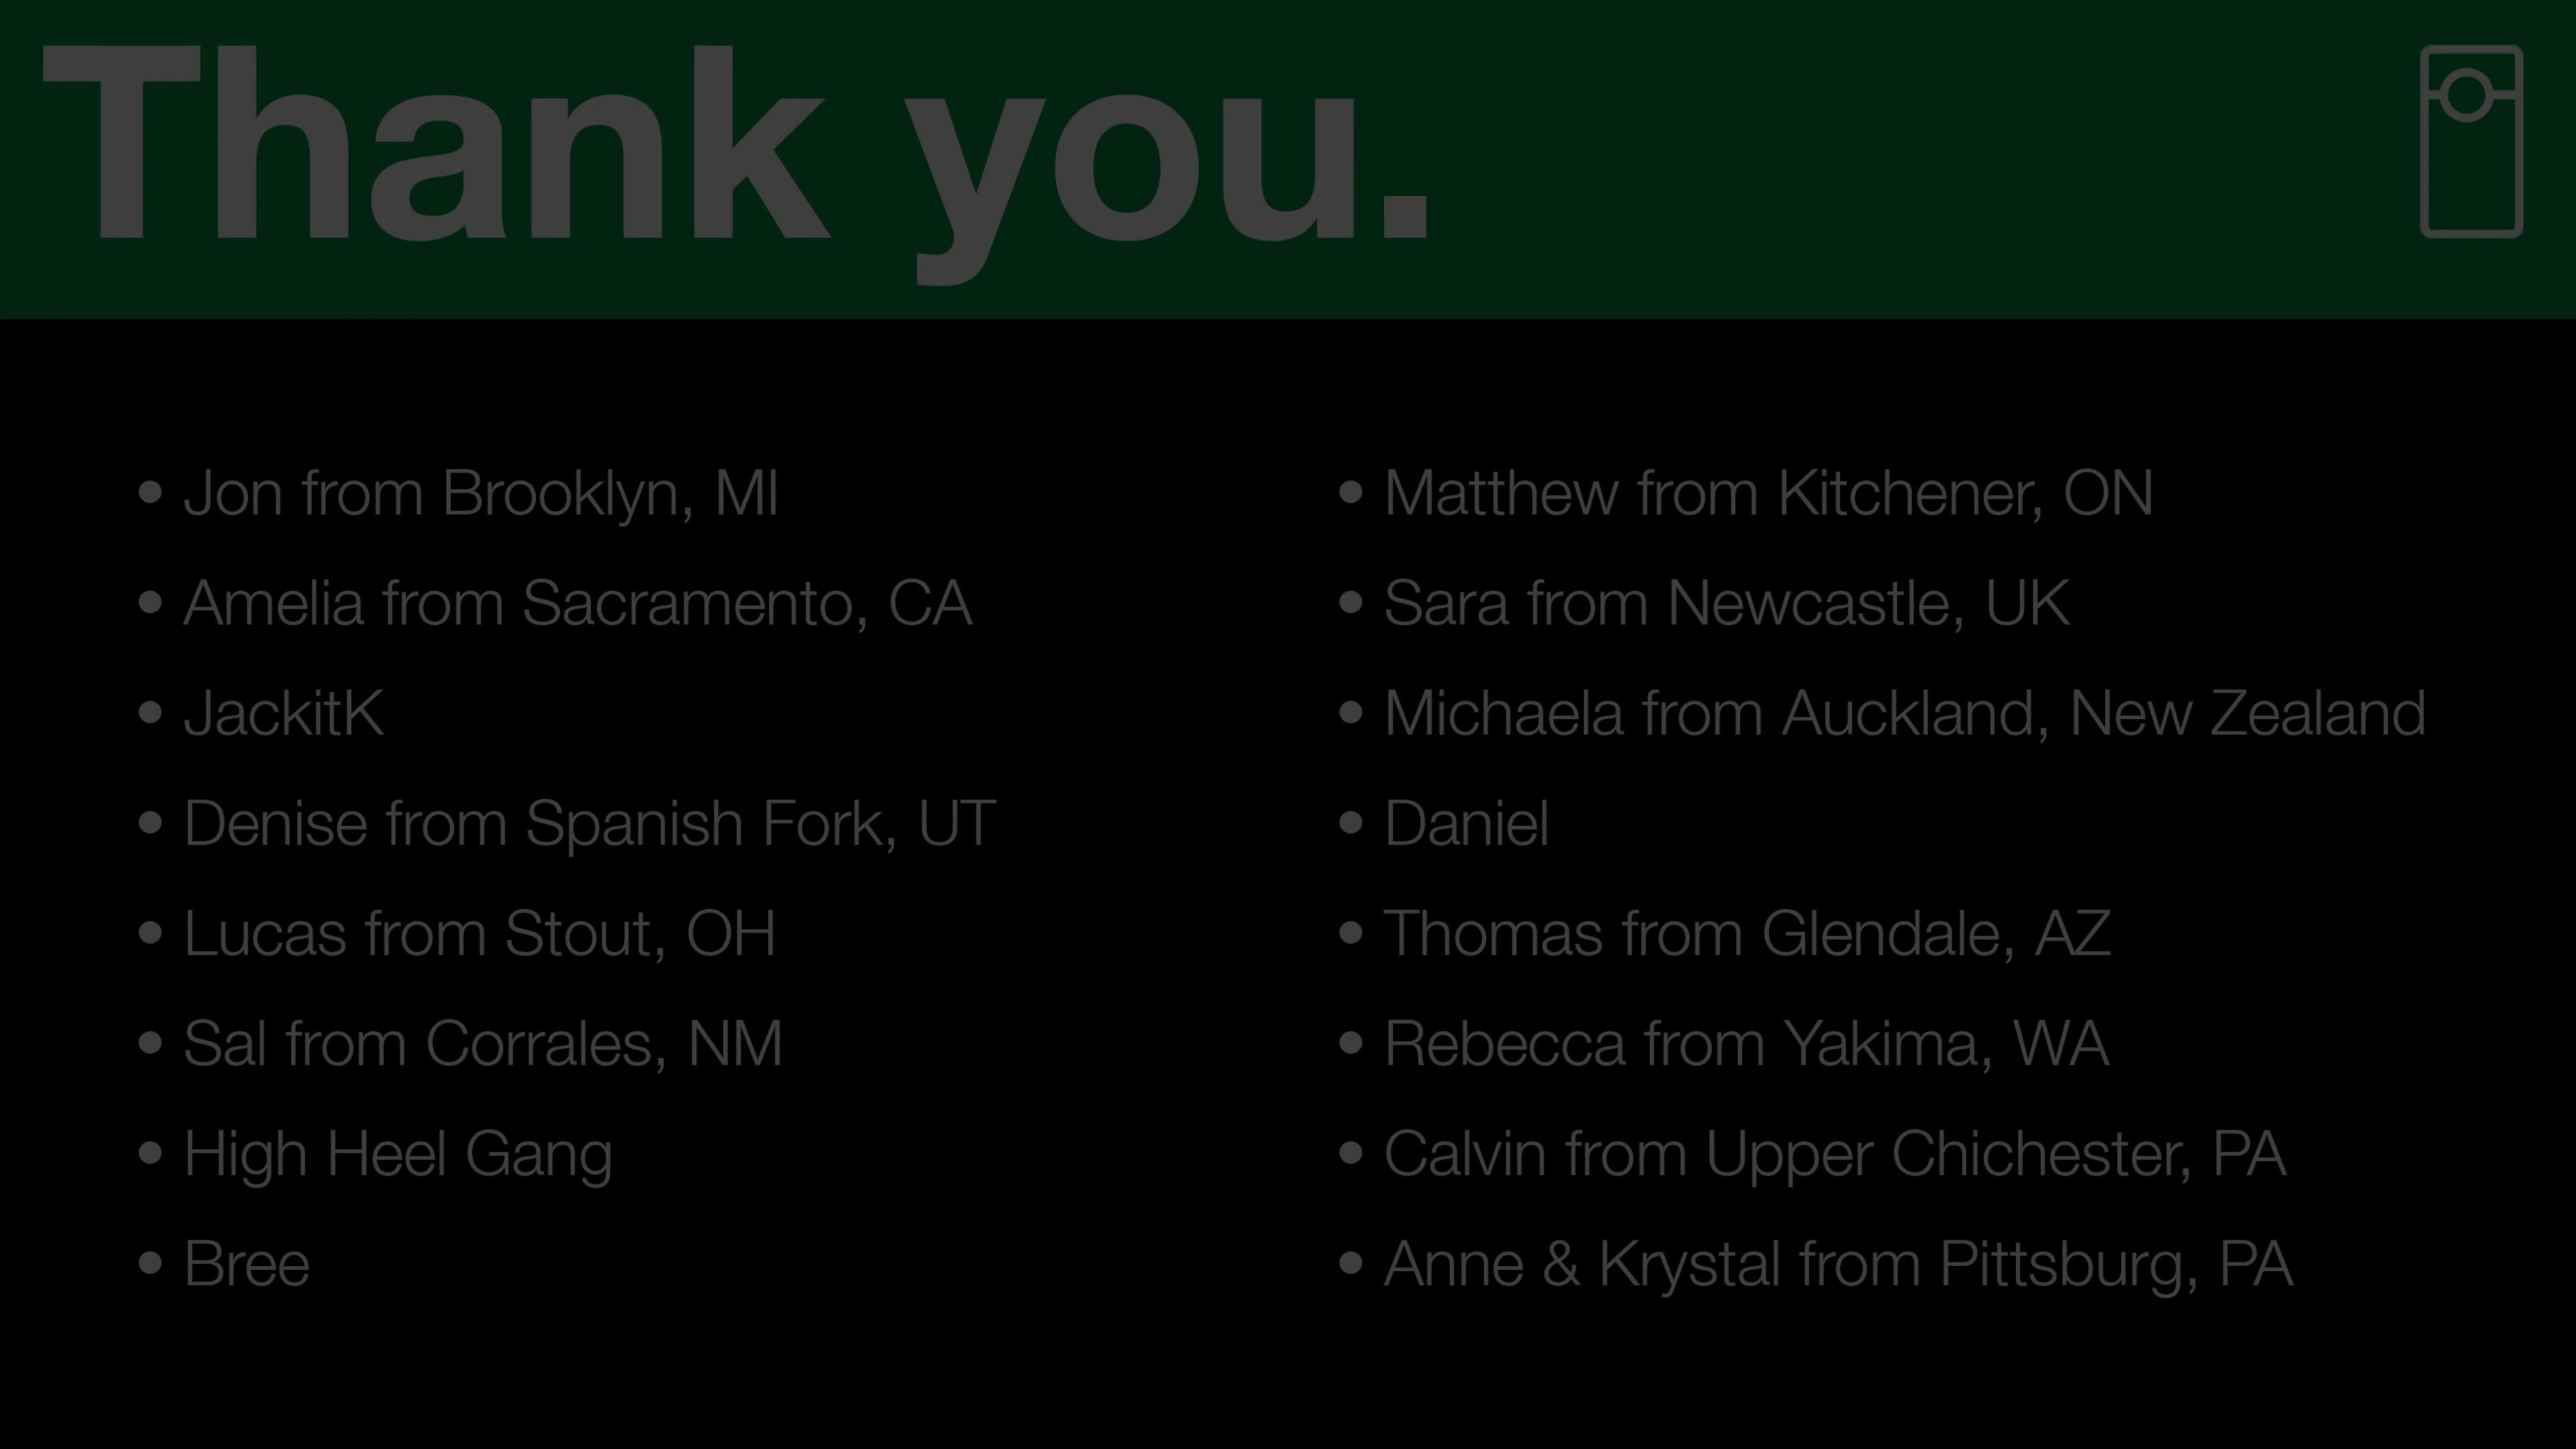 Thank you.
• Jon from Brooklyn, MI
• Amelia from Sacramento, CA
• JackitK
• Denise from Spanish Fork, UT
• Lucas from Stout, OH
• Sal from Corrales, NM
• High Heel Gang
• Bree
• Matthew from Kitchener, ON
• Sara from Newcastle, UK
• Michaela from Auckland, New Zealand
• Daniel
• Thomas from Glendale, AZ
• Rebecca from Yakima, WA
• Calvin from Upper Chichester, PA
• Anne & Krystal from Pittsburg, PA